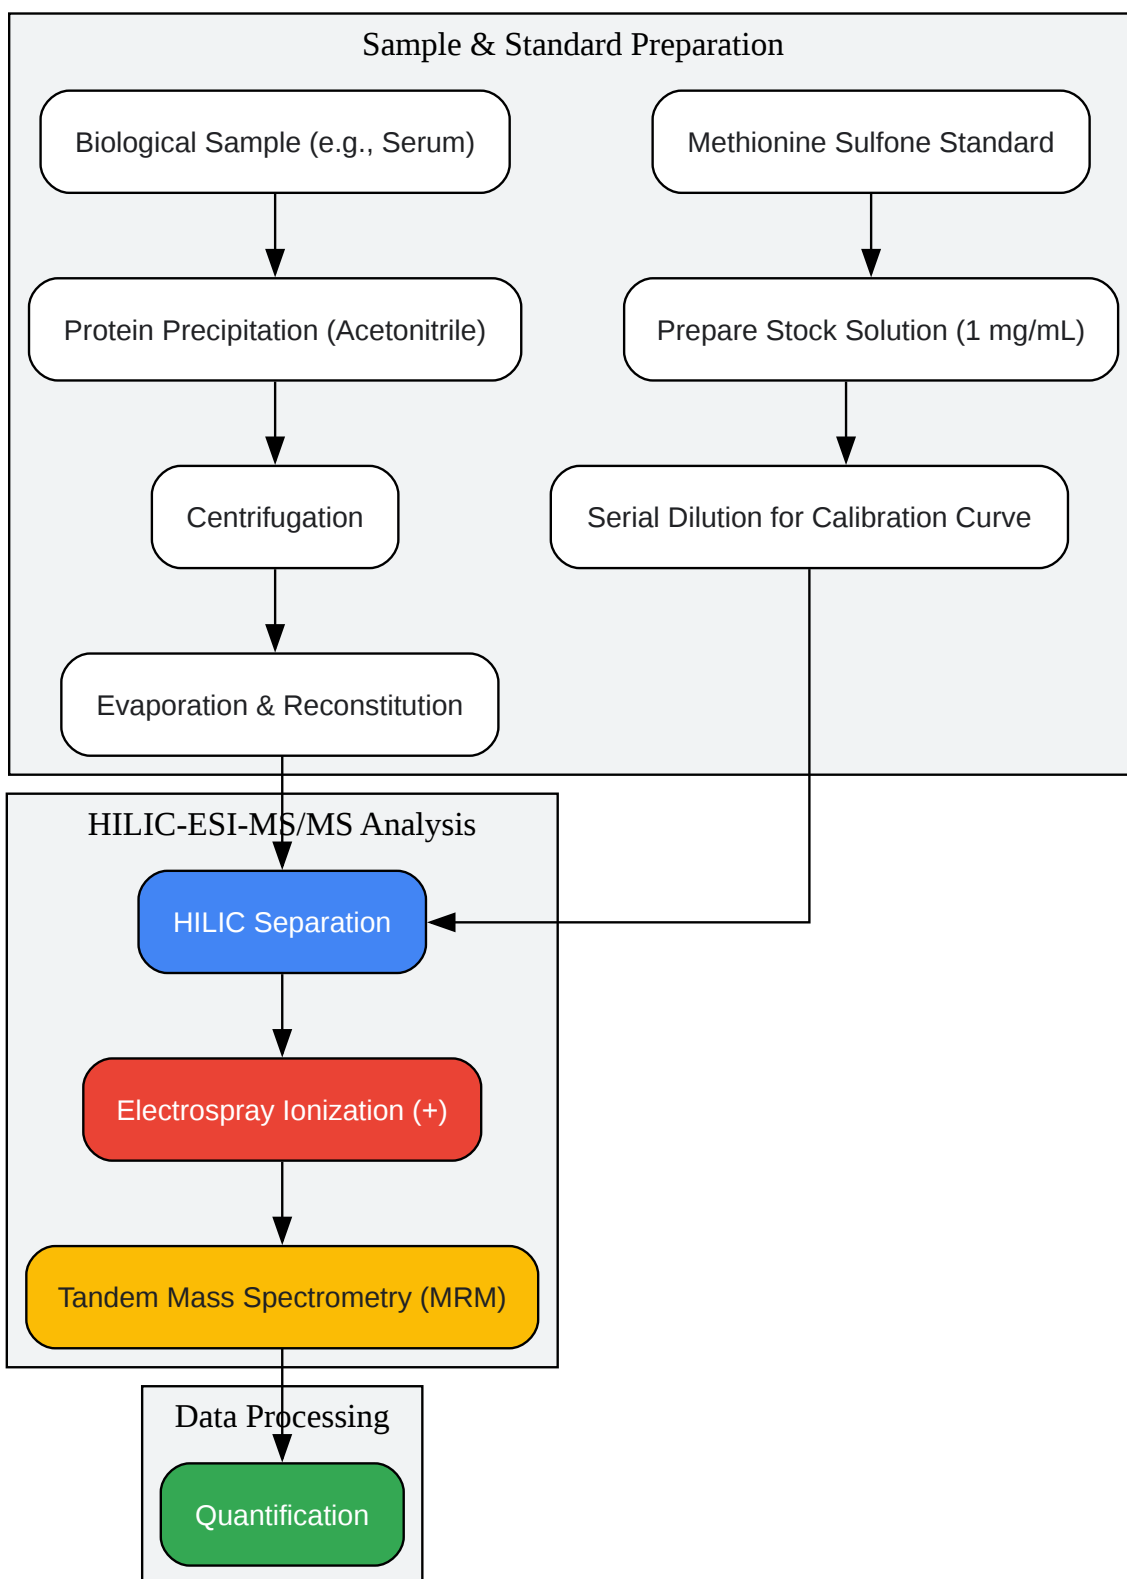 Sample & Standard Preparation
Biological Sample (e.g., Serum)
Methionine Sulfone Standard
Protein Precipitation (Acetonitrile)
Prepare Stock Solution (1 mg/mL)
Centrifugation
Serial Dilution for Calibration Curve
Evaporation & Reconstitution
HILIC-ESI-MS/MS Analysis
HILIC Separation
Electrospray Ionization (+)
Tandem Mass Spectrometry (MRM)
Data Processing
Quantification